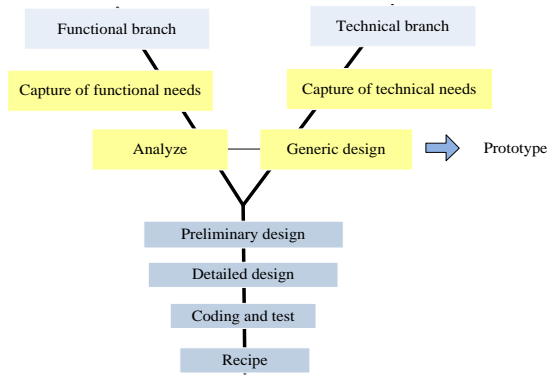 Functional branch
Technical branch
Capture of functional needs
Capture of technical needs
Analyze
Generic design
Prototype
Preliminary design
Detailed design
Coding and test
Recipe